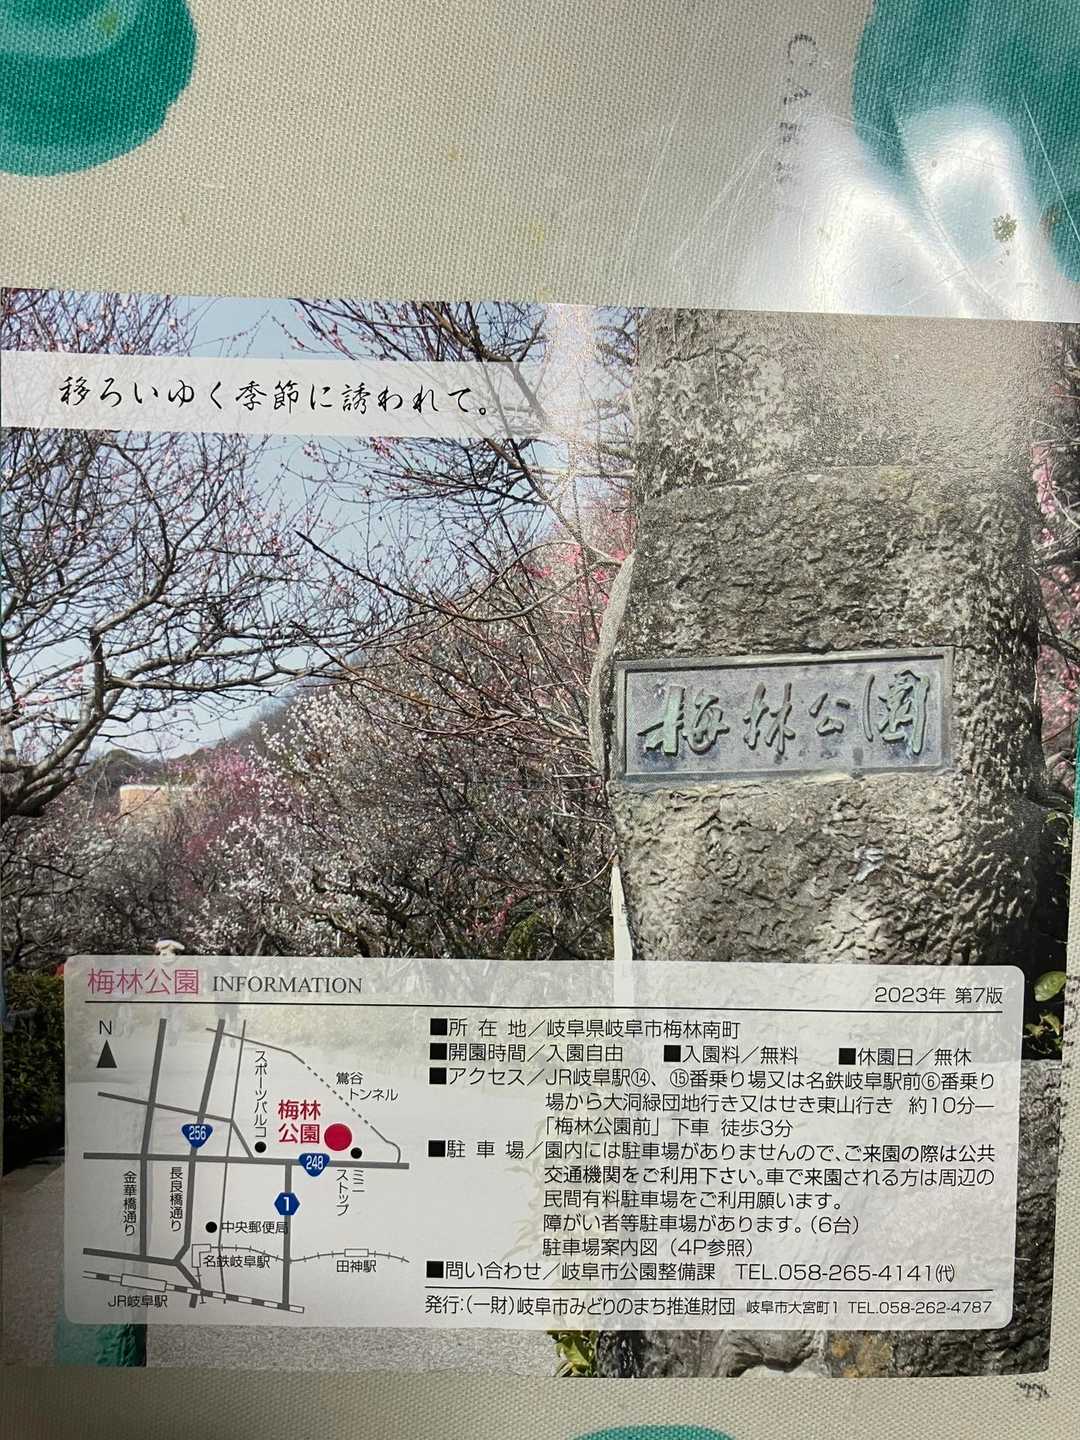 移ろいゆく季節に誘われて。
梅林公園
梅林公園 INFORMATION
2023年 第7版
N
スポーツパルコ
鶯谷
トンネル
梅林
公園
256
248
1
ミニ
ストップ
金華橋通り
長良橋通り
中央郵便局
名鉄岐阜駅
田神駅
JR岐阜駅
■所在地／岐阜県岐阜市梅林南町
■開園時間／入園自由 ■入園料／無料 ■休園日／無休
■アクセス／JR岐阜駅⑭、⑮番乗り場又は名鉄岐阜駅前⑥番乗り
場から大洞緑団地行き又はせき東山行き 約10分―
「梅林公園前」下車 徒歩3分
■駐車場／園内には駐車場がありませんので、ご来園の際は公共
交通機関をご利用下さい。車で来園される方は周辺の
民間有料駐車場をご利用願います。
障がい者等駐車場があります。（6台）
駐車場案内図（4P参照）
■問い合わせ／岐阜市公園整備課 TEL.058-265-4141㈹
発行:（一財）岐阜市みどりのまち推進財団 岐阜市大宮町1 TEL.058-262-4787